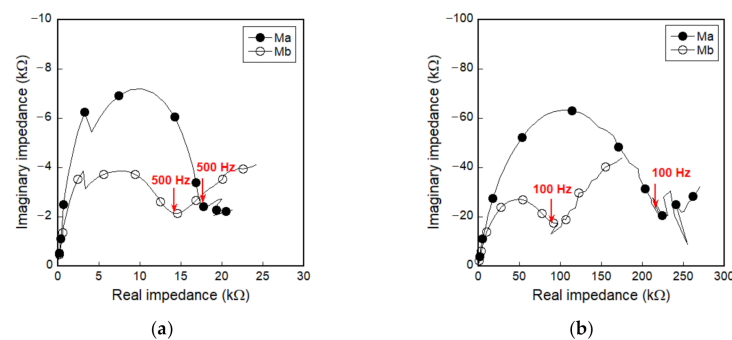 −10
−8
−6
−4
−2
0
0 5 10 15 20 25 30
Imaginary impedance (kΩ)
Real impedance (kΩ)
Ma
Mb
500 Hz
500 Hz
(a)
−100
−80
−60
−40
−20
0
0 50 100 150 200 250 300
Imaginary impedance (kΩ)
Real impedance (kΩ)
Ma
Mb
100 Hz
100 Hz
(b)